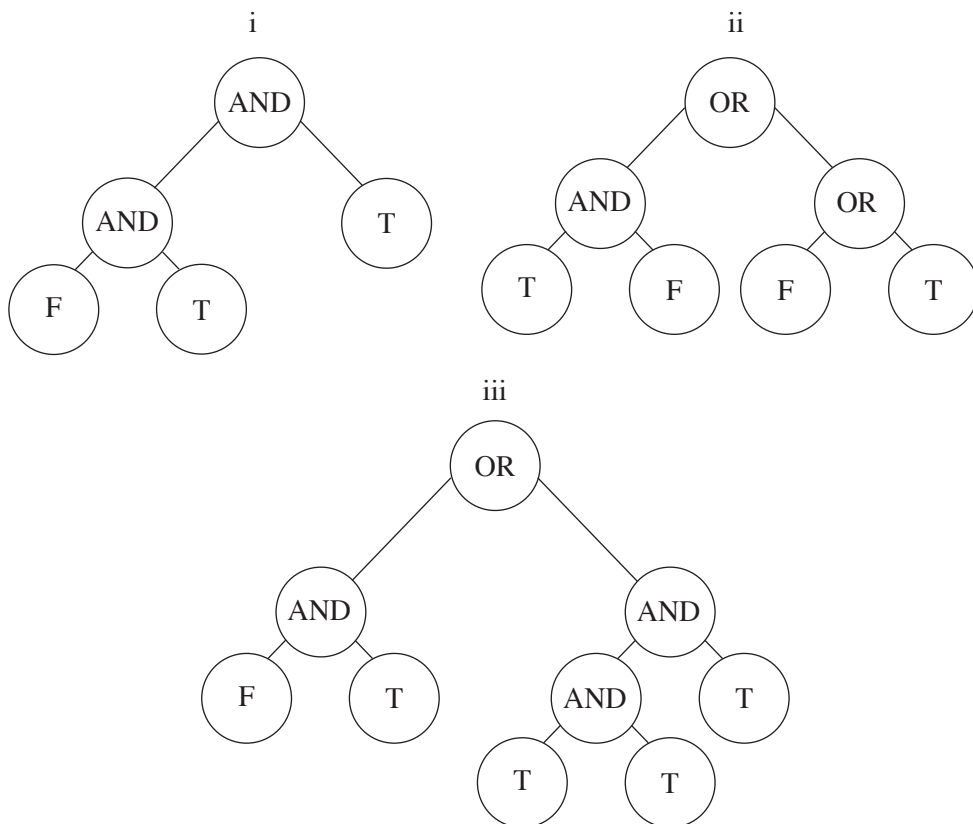 i ii
AND OR
AND T AND OR
F T T F F T
iii
OR
AND AND
F T AND T
T T